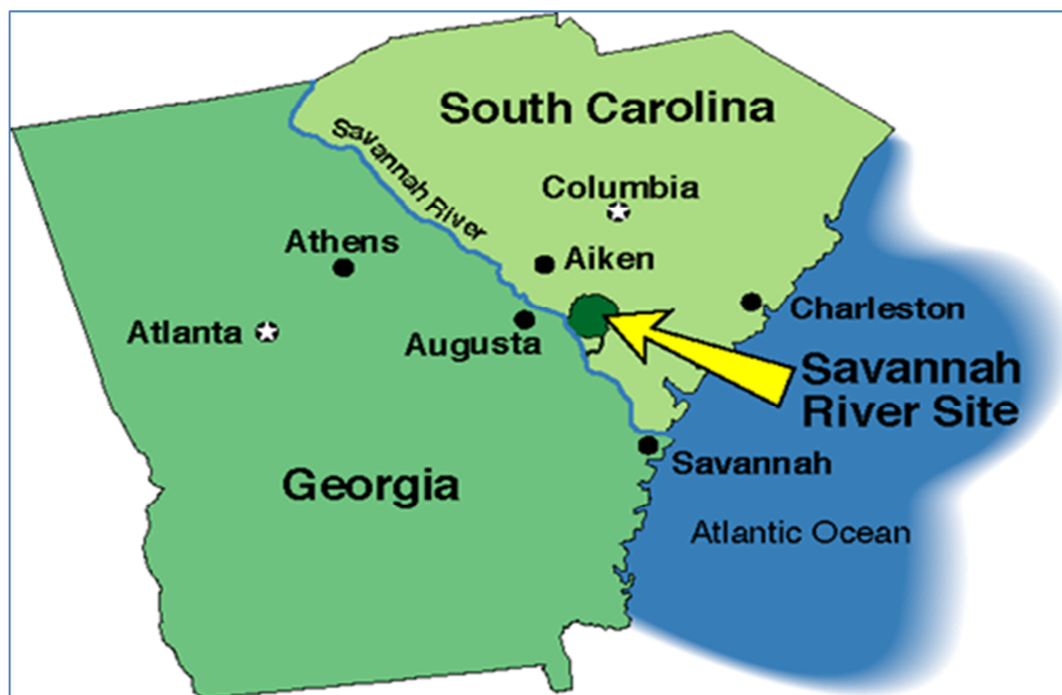 South Carolina
Savannah River
Columbia
Athens
Aiken
Atlanta
Augusta
Charleston
Savannah
River Site
Georgia
Savannah
Atlantic Ocean